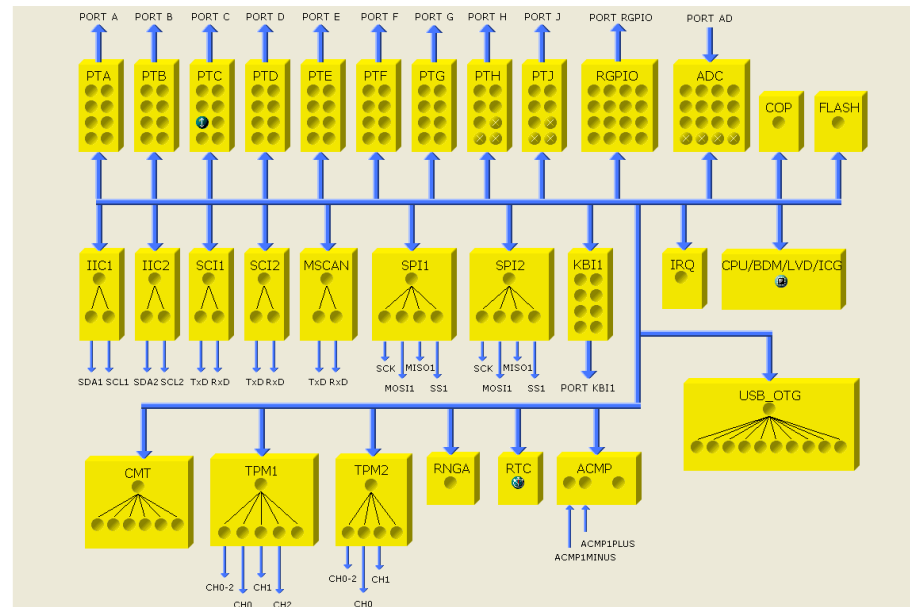 PORT A PORT B PORT C PORT D PORT E PORT F PORT G PORT H PORT J PORT RGPIO PORT AD
PTA PTB PTC PTD PTE PTF PTG PTH PTJ RGPIO ADC
COP FLASH
IIC1 IIC2 SCI1 SCI2 MSCAN SPI1 SPI2 KBI1 IRQ CPU/BDM/LVD/ICG
SCK MISO1 SCK MISO1
SDA1 SCL1 SDA2 SCL2 TxD RxD TxD RxD TxD RxD MOSI1 SS1 MOSI1 SS1 PORT KBI1
USB_OTG
CMT TPM1 TPM2 RNGA RTC ACMP
ACMP1PLUS
ACMP1MINUS
CH0-2 CH1 CH0-2 CH1
CH0 CH2 CH0